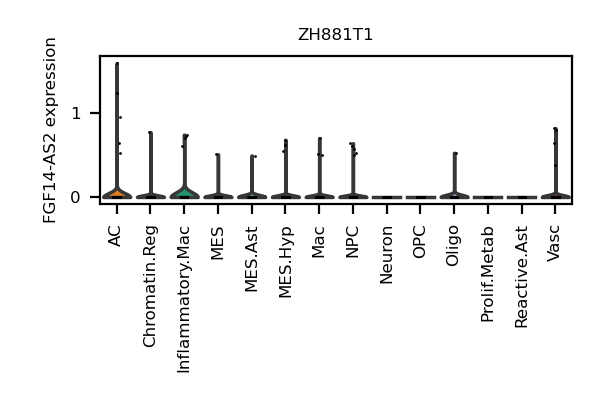 ZH881T1
FGF14-AS2 expression
1
0
AC
Chromatin.Reg
Inflammatory.Mac
MES
MES.Ast
MES.Hyp
Mac
NPC
Neuron
OPC
Oligo
Prolif.Metab
Reactive.Ast
Vasc